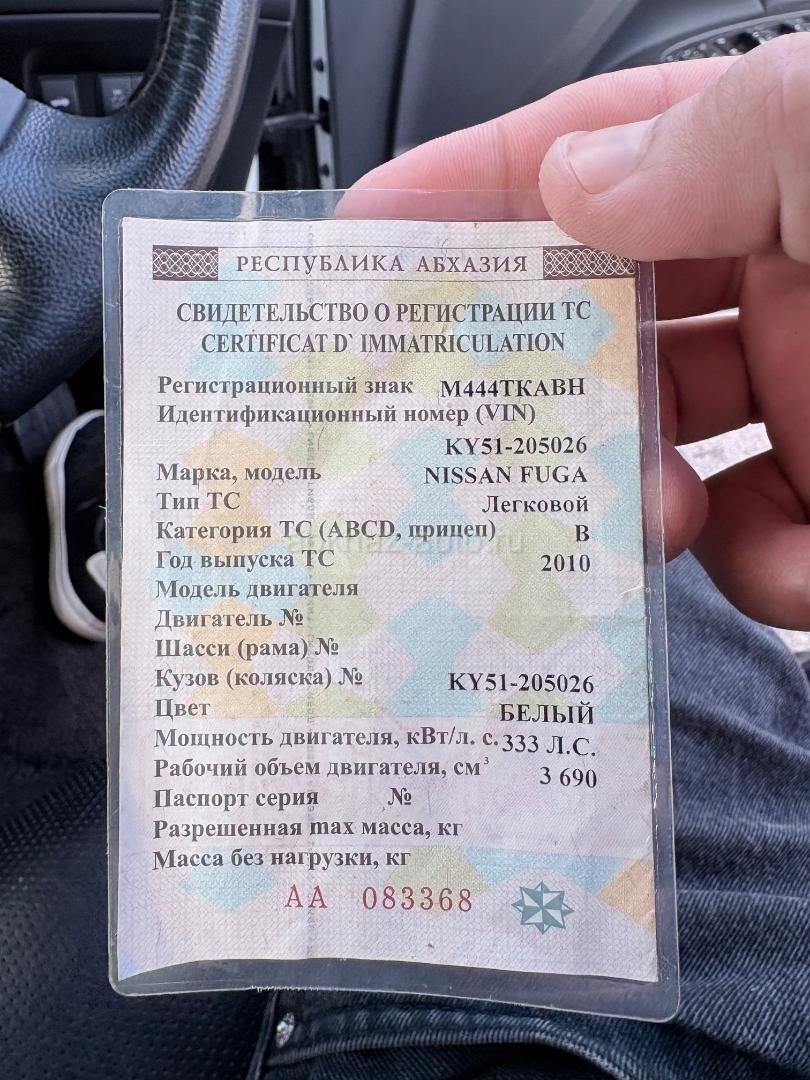 РЕСПУБЛИКА АБХАЗИЯ
СВИДЕТЕЛЬСТВО О РЕГИСТРАЦИИ ТС
CERTIFICAT D` IMMATRICULATION
Регистрационный знак М444ТКАВН
Идентификационный номер (VIN)
KY51-205026
Марка, модель NISSAN FUGA
Тип ТС Легковой
Категория ТС (ABCD, прицеп) В
abkhaz-auto.ru
Год выпуска ТС 2010
Модель двигателя
Двигатель №
Шасси (рама) №
Кузов (коляска) № KY51-205026
Цвет БЕЛЫЙ
Мощность двигателя, кВт/л. с. 333 Л.С.
Рабочий объем двигателя, см³ 3 690
Паспорт серия №
Разрешенная max масса, кг
Масса без нагрузки, кг
АА 083368